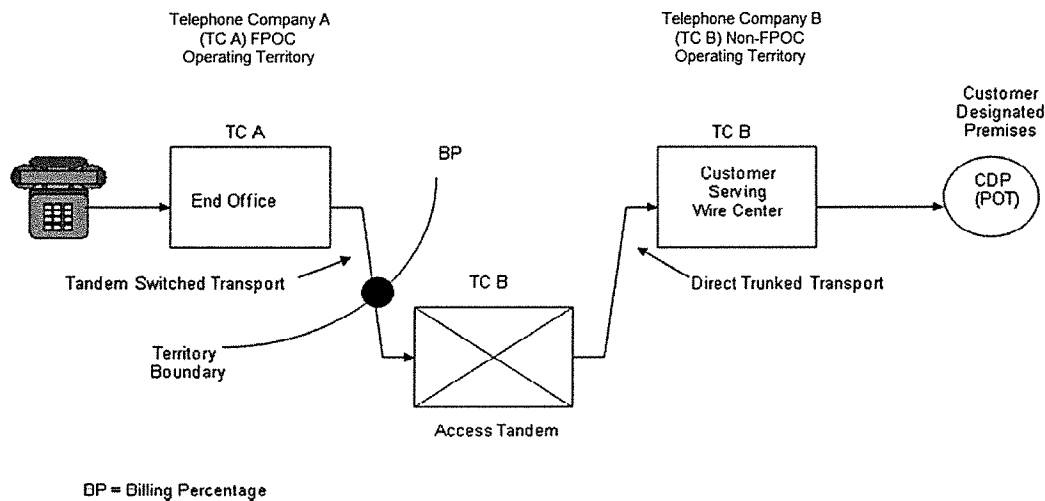 Telephone Company A
(TC A) FPOC
Operating Territory
Telephone Company B
(TC B) Non-FPOC
Operating Territory
Customer
Designated
Premises
TC A
BP
TC B
End Office
Customer
Serving
Wire Center
CDP
(POT)
Tandem Switched Transport
TC B
Direct Trunked Transport
Territory
Boundary
Access Tandem
BP = Billing Percentage